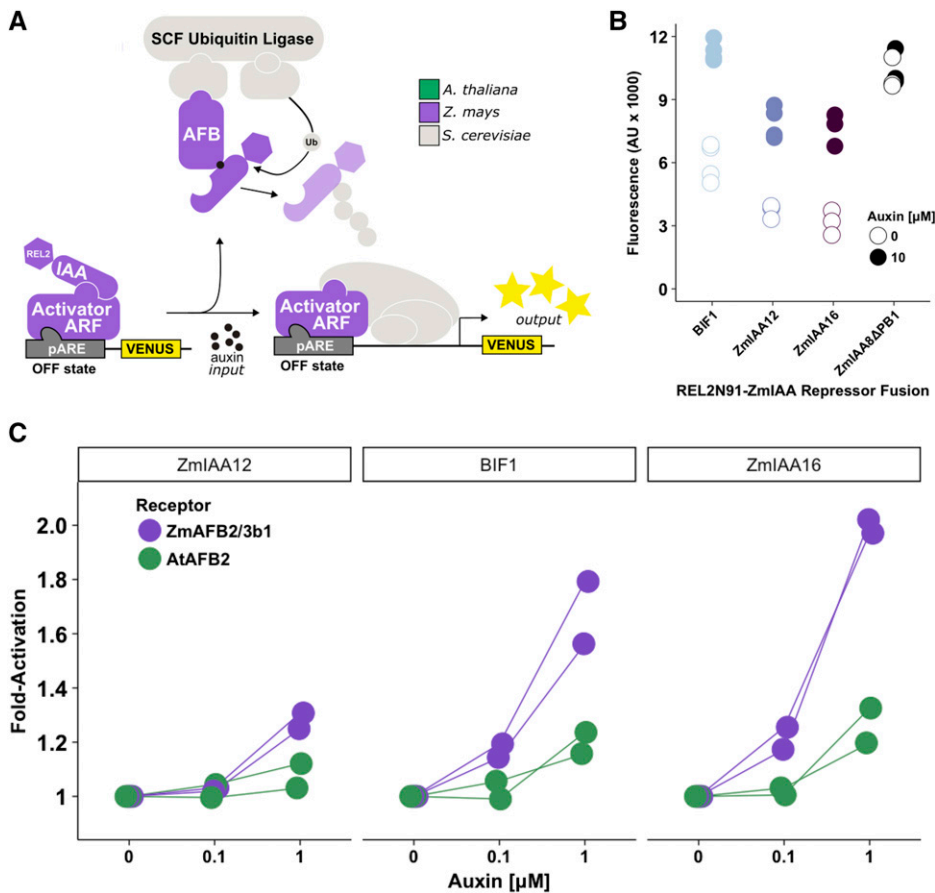 A
SCF Ubiquitin Ligase
AFB
Ub
A. thaliana
Z. mays
S. cerevisiae
REL2
IAA
Activator
ARF
pARE
VENUS
OFF state
auxin
input
Activator
ARF
pARE
VENUS
OFF state
output
B
Fluorescence (AU x 1000)
12
9
6
3
0
Auxin [µM]
0
10
BIF1
ZmIAA12
ZmIAA16
ZmIAA8ΔPB1
REL2N91-ZmIAA Repressor Fusion
C
ZmIAA12
BIF1
ZmIAA16
Receptor
ZmAFB2/3b1
AtAFB2
Fold-Activation
2.0
1.8
1.6
1.4
1.2
1
0 0.1 1
0 0.1 1
0 0.1 1
Auxin [µM]